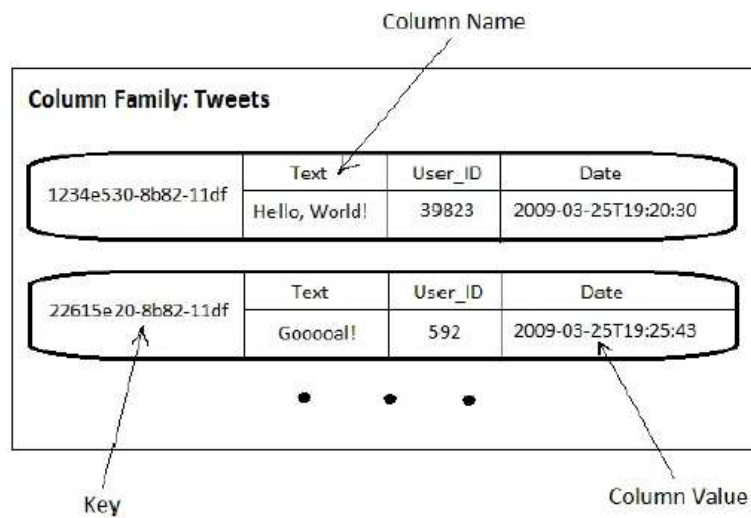 Column Name
Column Family: Tweets
1234e530-8b82-11df
Text User_ID Date
Hello, World! 39823 2009-03-25T19:20:30
22615e20-8b82-11df
Text User_ID Date
Gooooal! 592 2009-03-25T19:25:43
Key
Column Value